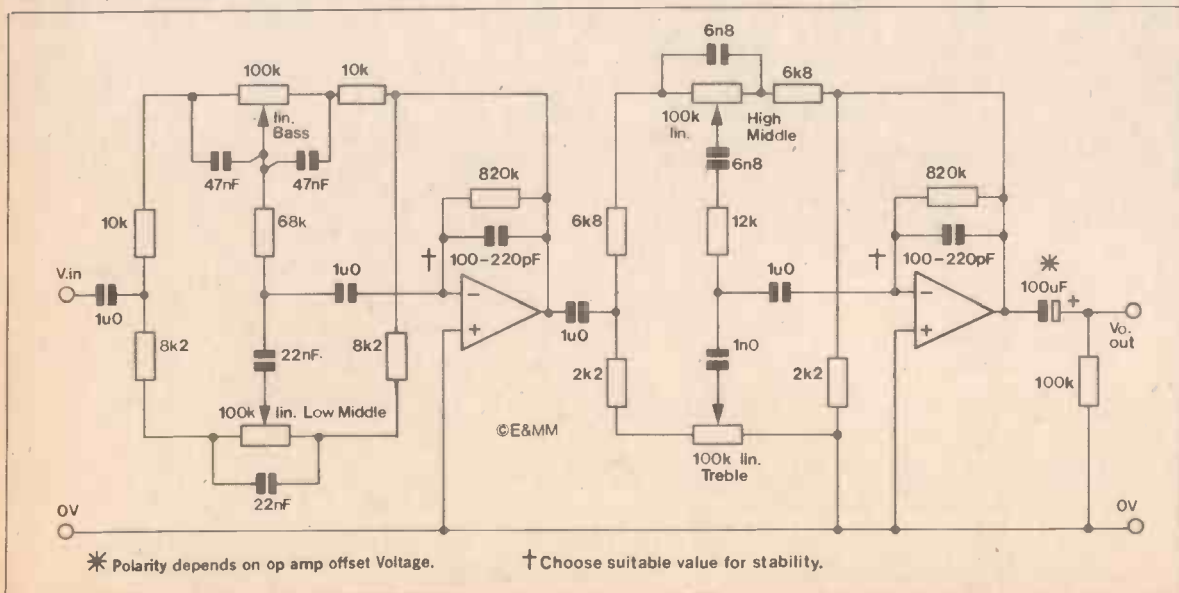 6n8
100k
10k
6k8
lin.
Bass
100k
lin.
High
Middle
47nF
47nF
6n8
820k
820k
10k
68k
6k8
12k
†
100-220pF
†
100-220pF
✳
100uF
V.in
1u0
1u0
−
+
1u0
−
+
+
Vo.
out
1u0
8k2
22nF
8k2
2k2
1n0
2k2
100k
100k lin. Low Middle
©E&MM
100k lin.
Treble
22nF
0V
0V
✳ Polarity depends on op amp offset Voltage.
† Choose suitable value for stability.